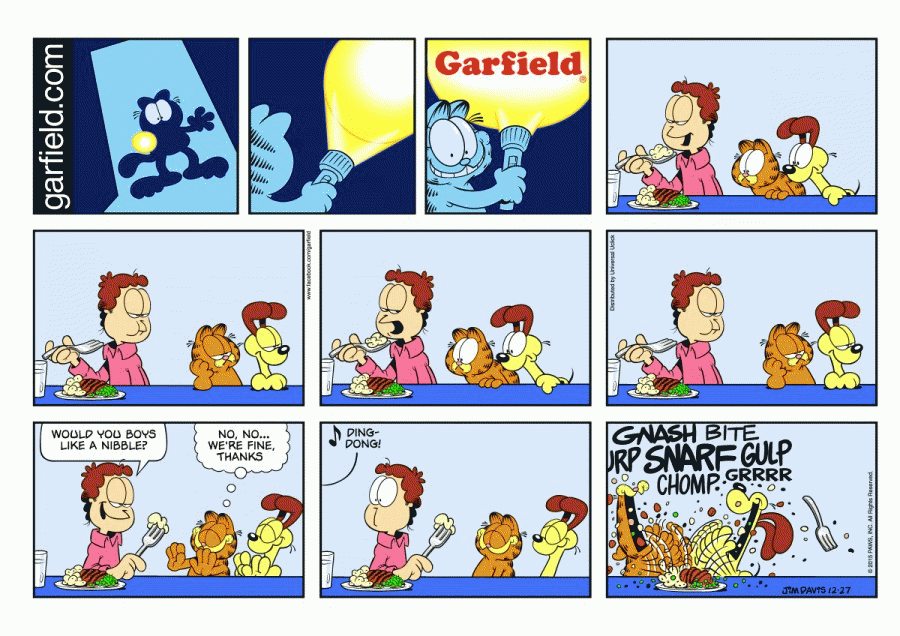 garfield.com
Garfield
®
www.facebook.com/garfield
Distributed by Universal Uclick
WOULD YOU BOYS
LIKE A NIBBLE?
NO, NO...
WE'RE FINE,
THANKS
DING-
DONG!
GNASH BITE
URP SNARF GULP
CHOMP GRRRR
JIM DAVIS 12-27
© 2015 PAWS, INC. All Rights Reserved.